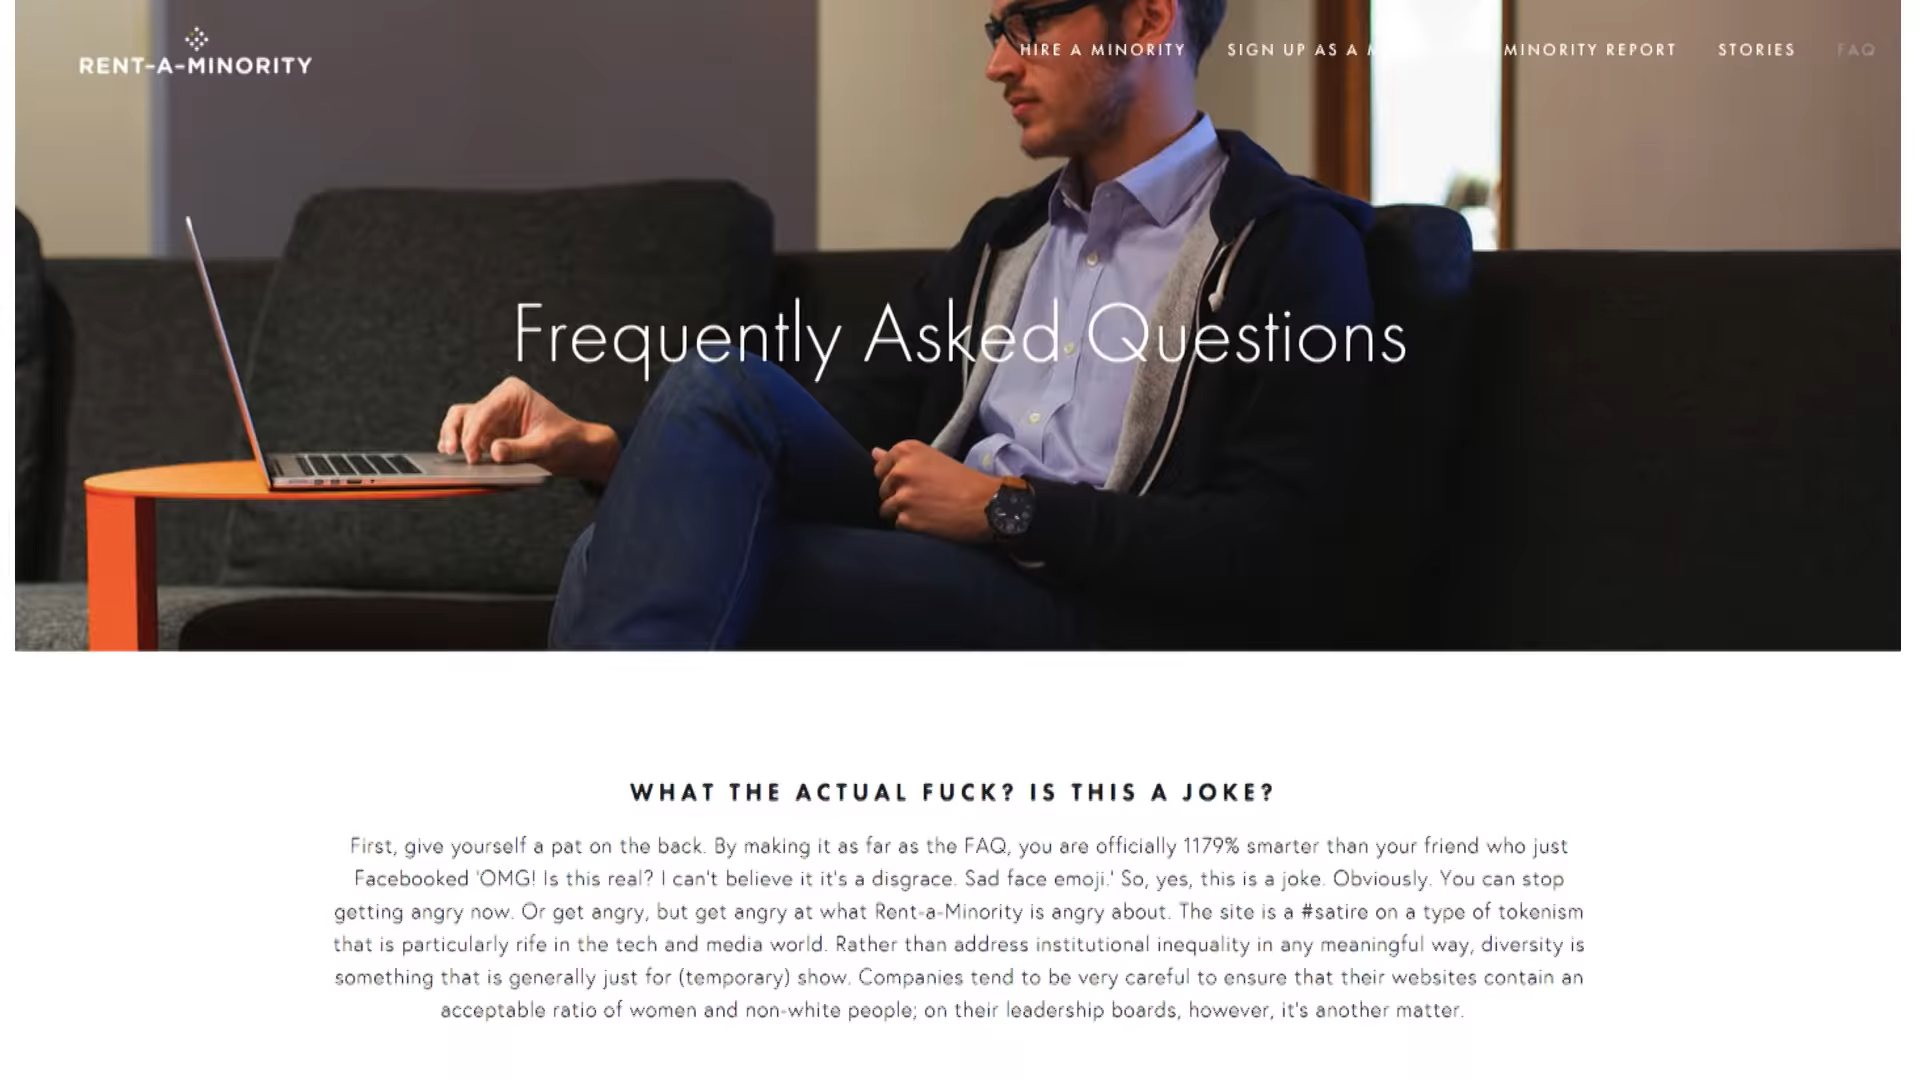 RENT-A-MINORITY
HIRE A MINORITY SIGN UP AS A MINORITY REPORT STORIES FAQ
Frequently Asked Questions
WHAT THE ACTUAL FUCK? IS THIS A JOKE?
First, give yourself a pat on the back. By making it as far as the FAQ, you are officially 1179% smarter than your friend who just
Facebooked 'OMG! Is this real? I can't believe it it's a disgrace. Sad face emoji.' So, yes, this is a joke. Obviously. You can stop
getting angry now. Or get angry, but get angry at what Rent-a-Minority is angry about. The site is a #satire on a type of tokenism
that is particularly rife in the tech and media world. Rather than address institutional inequality in any meaningful way, diversity is
something that is generally just for (temporary) show. Companies tend to be very careful to ensure that their websites contain an
acceptable ratio of women and non-white people; on their leadership boards, however, it's another matter.